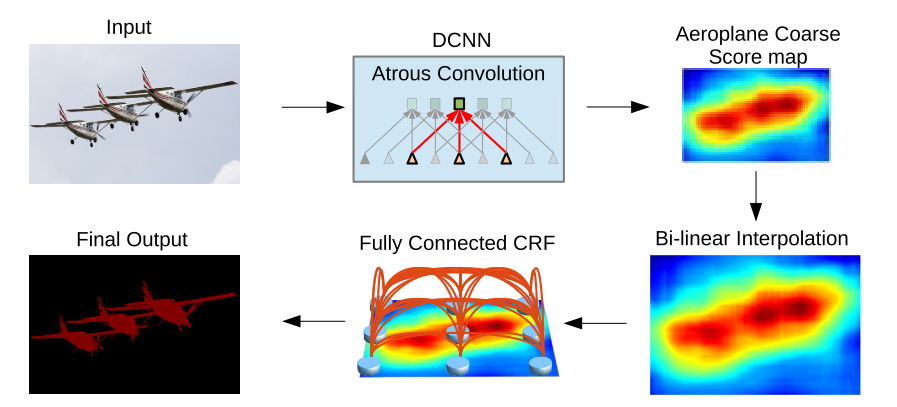 Input
DCNN
Atrous Convolution
Aeroplane Coarse
Score map
Final Output
Fully Connected CRF
Bi-linear Interpolation